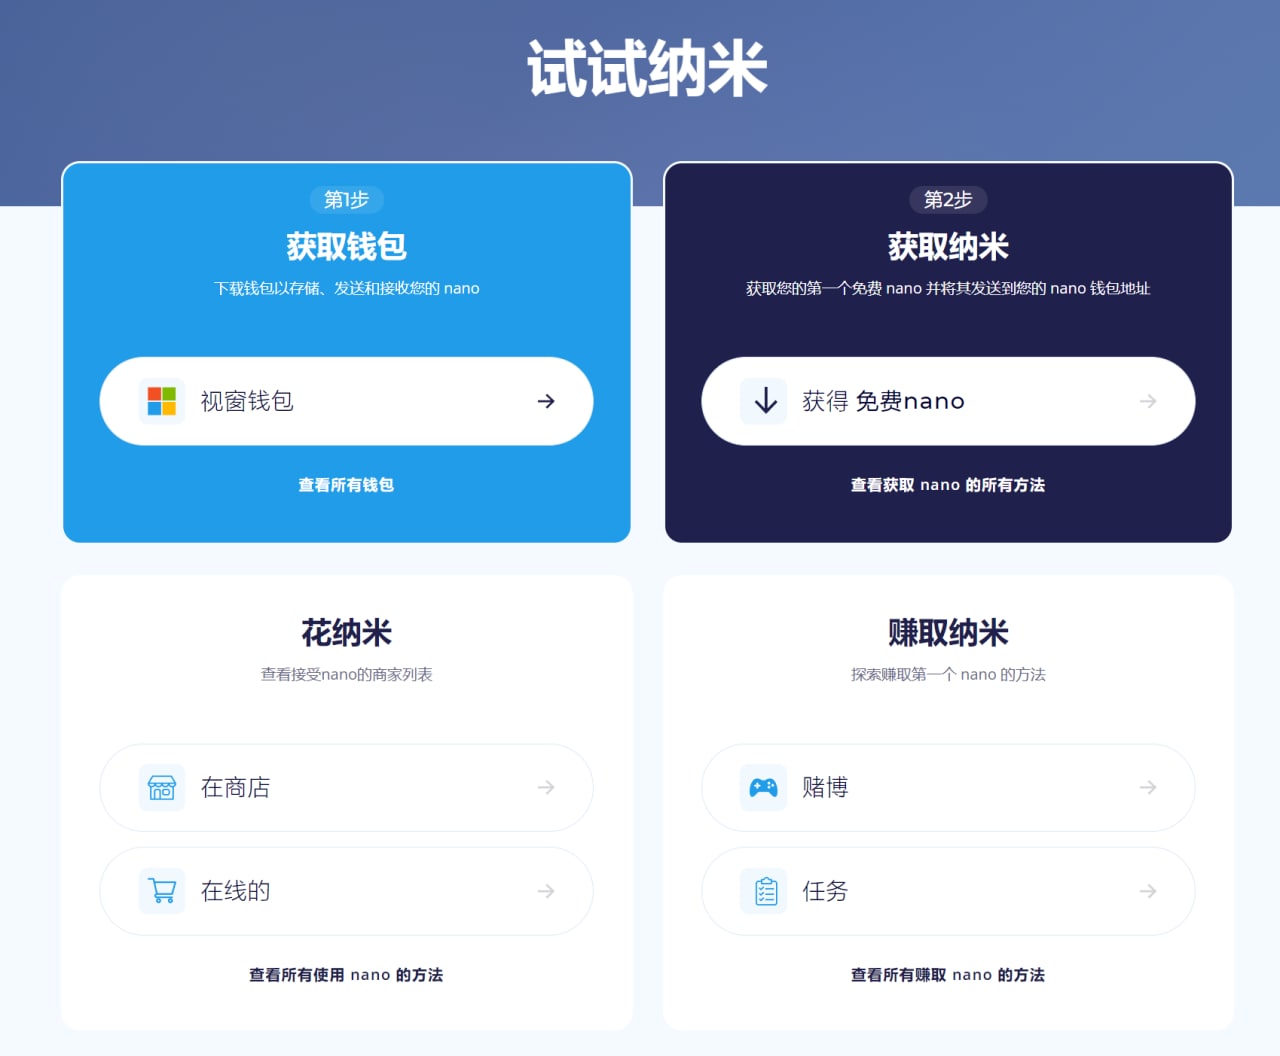 试试纳米
第1步
获取钱包
下载钱包以存储、发送和接收您的 nano
视窗钱包
查看所有钱包
第2步
获取纳米
获取您的第一个免费 nano 并将其发送到您的 nano 钱包地址
获得 免费nano
查看获取 nano 的所有方法
花纳米
查看接受nano的商家列表
在商店
在线的
查看所有使用 nano 的方法
赚取纳米
探索赚取第一个 nano 的方法
赌博
任务
查看所有赚取 nano 的方法